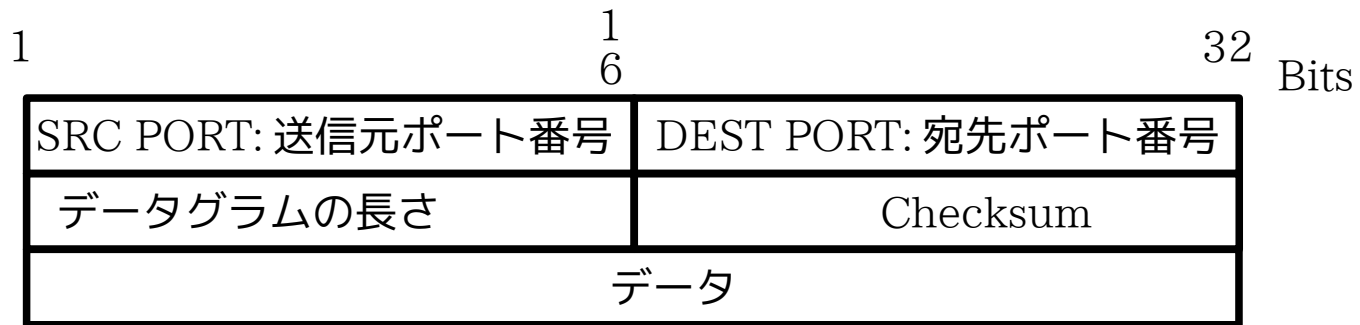 1
1
6
32
Bits
SRC PORT: 送信元ポート番号
DEST PORT: 宛先ポート番号
データグラムの長さ
Checksum
データ